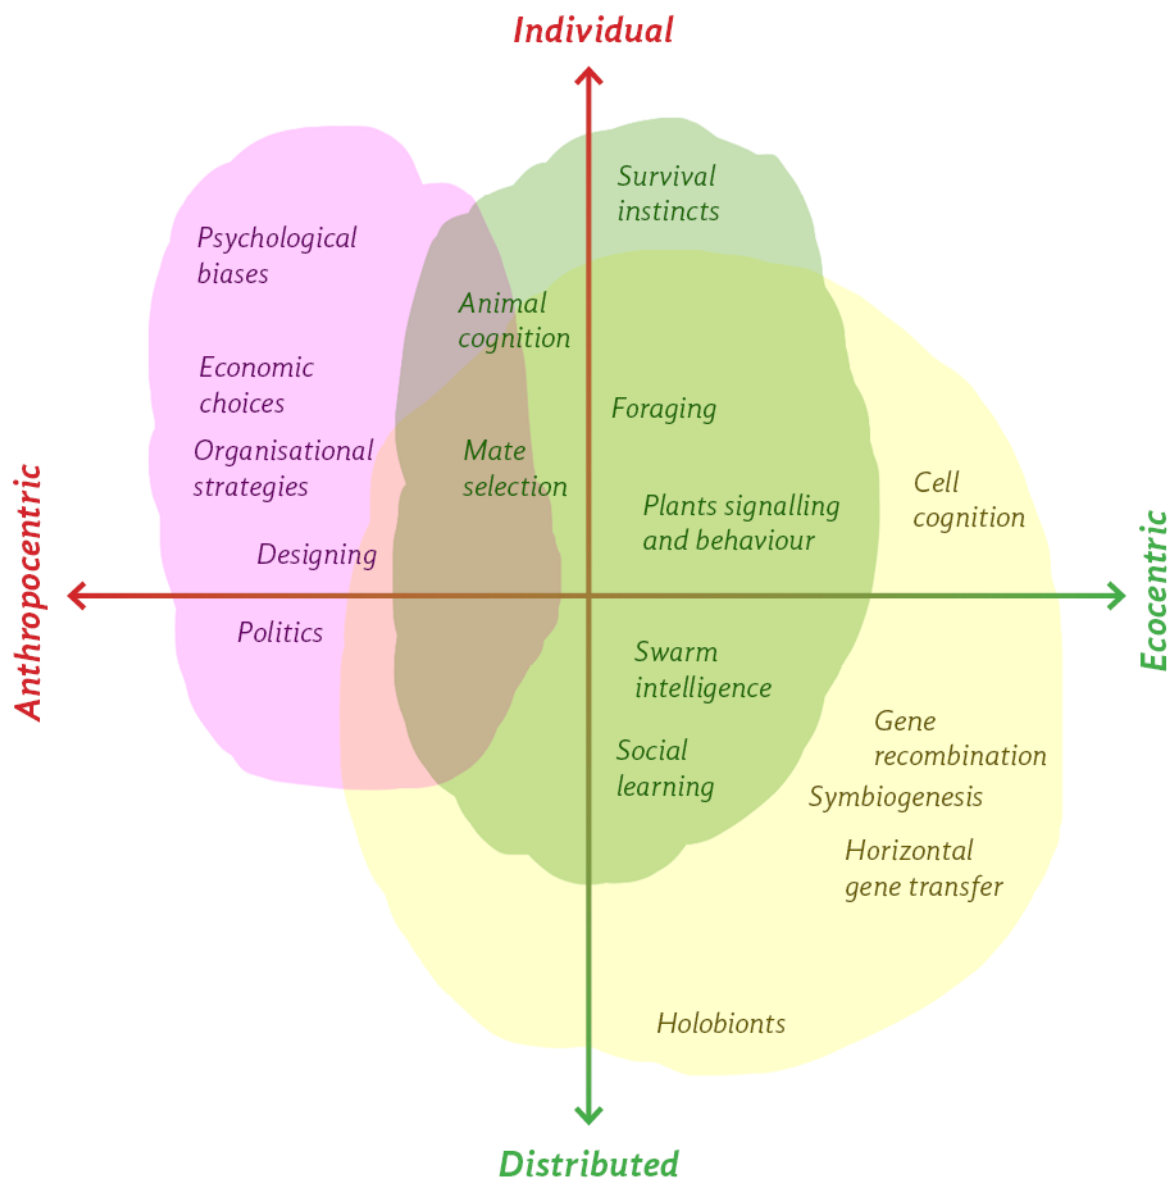 Individual
Survival
instincts
Psychological
biases
Animal
cognition
Economic
choices
Foraging
Organisational
strategies
Mate
selection
Cell
cognition
Plants signalling
and behaviour
Designing
Anthropocentric
Ecocentric
Politics
Swarm
intelligence
Gene
recombination
Social
learning
Symbiogenesis
Horizontal
gene transfer
Holobionts
Distributed